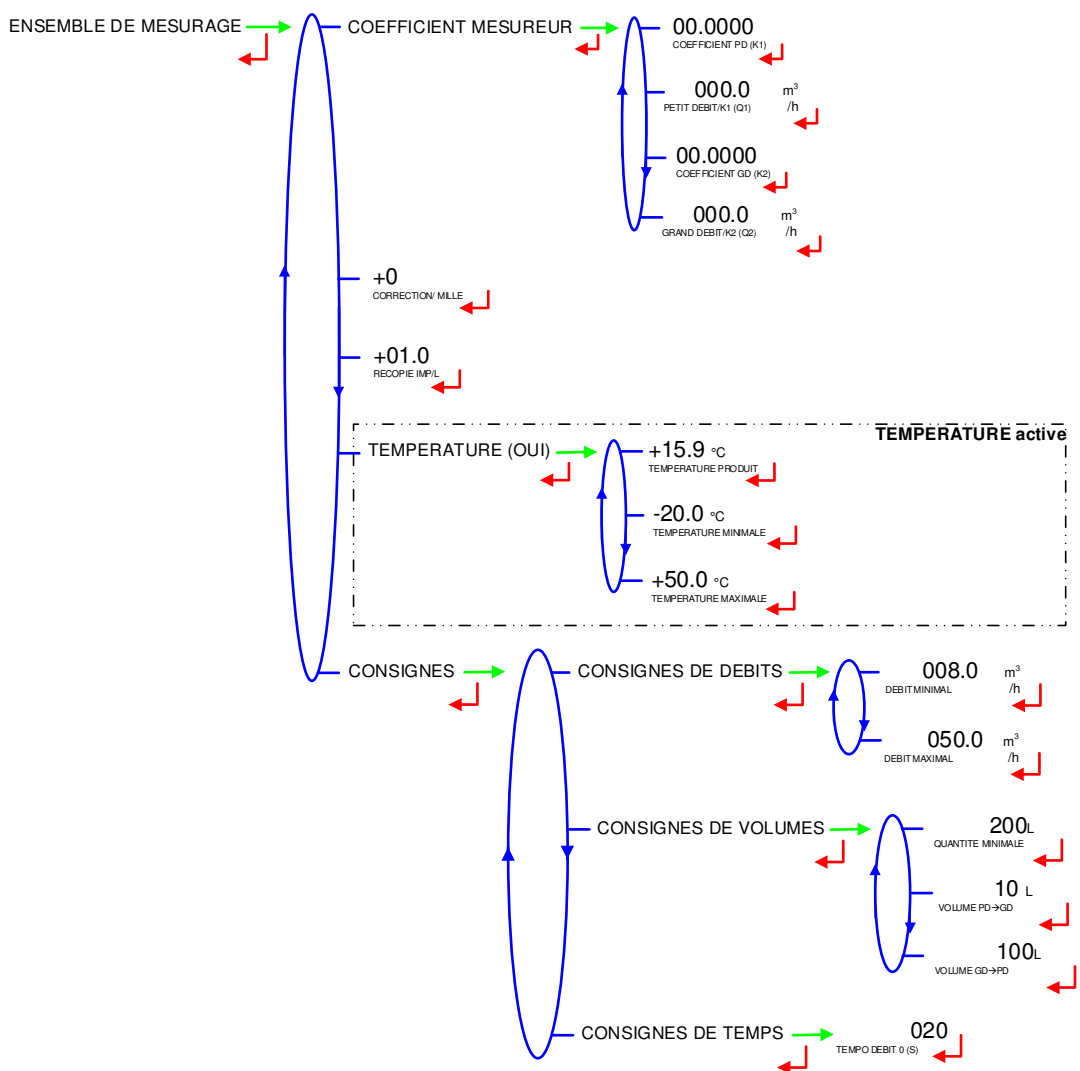 ENSEMBLE DE MESURAGE
COEFFICIENT MESUREUR
00.0000
COEFFICIENT PD (K1)
000.0 m³/h
PETIT DEBIT/K1 (Q1)
00.0000
COEFFICIENT GD (K2)
000.0 m³/h
GRAND DEBIT/K2 (Q2)
+0
CORRECTION/ MILLE
+01.0
RECOPIE IMP/L
TEMPERATURE active
TEMPERATURE (OUI)
+15.9 °C
TEMPERATURE PRODUIT
-20.0 °C
TEMPERATURE MINIMALE
+50.0 °C
TEMPERATURE MAXIMALE
CONSIGNES
CONSIGNES DE DEBITS
008.0 m³/h
DEBIT MINIMAL
050.0 m³/h
DEBIT MAXIMAL
CONSIGNES DE VOLUMES
200L
QUANTITE MINIMALE
10 L
VOLUME PD→GD
100L
VOLUME GD→PD
CONSIGNES DE TEMPS
020
TEMPO DEBIT 0 (S)